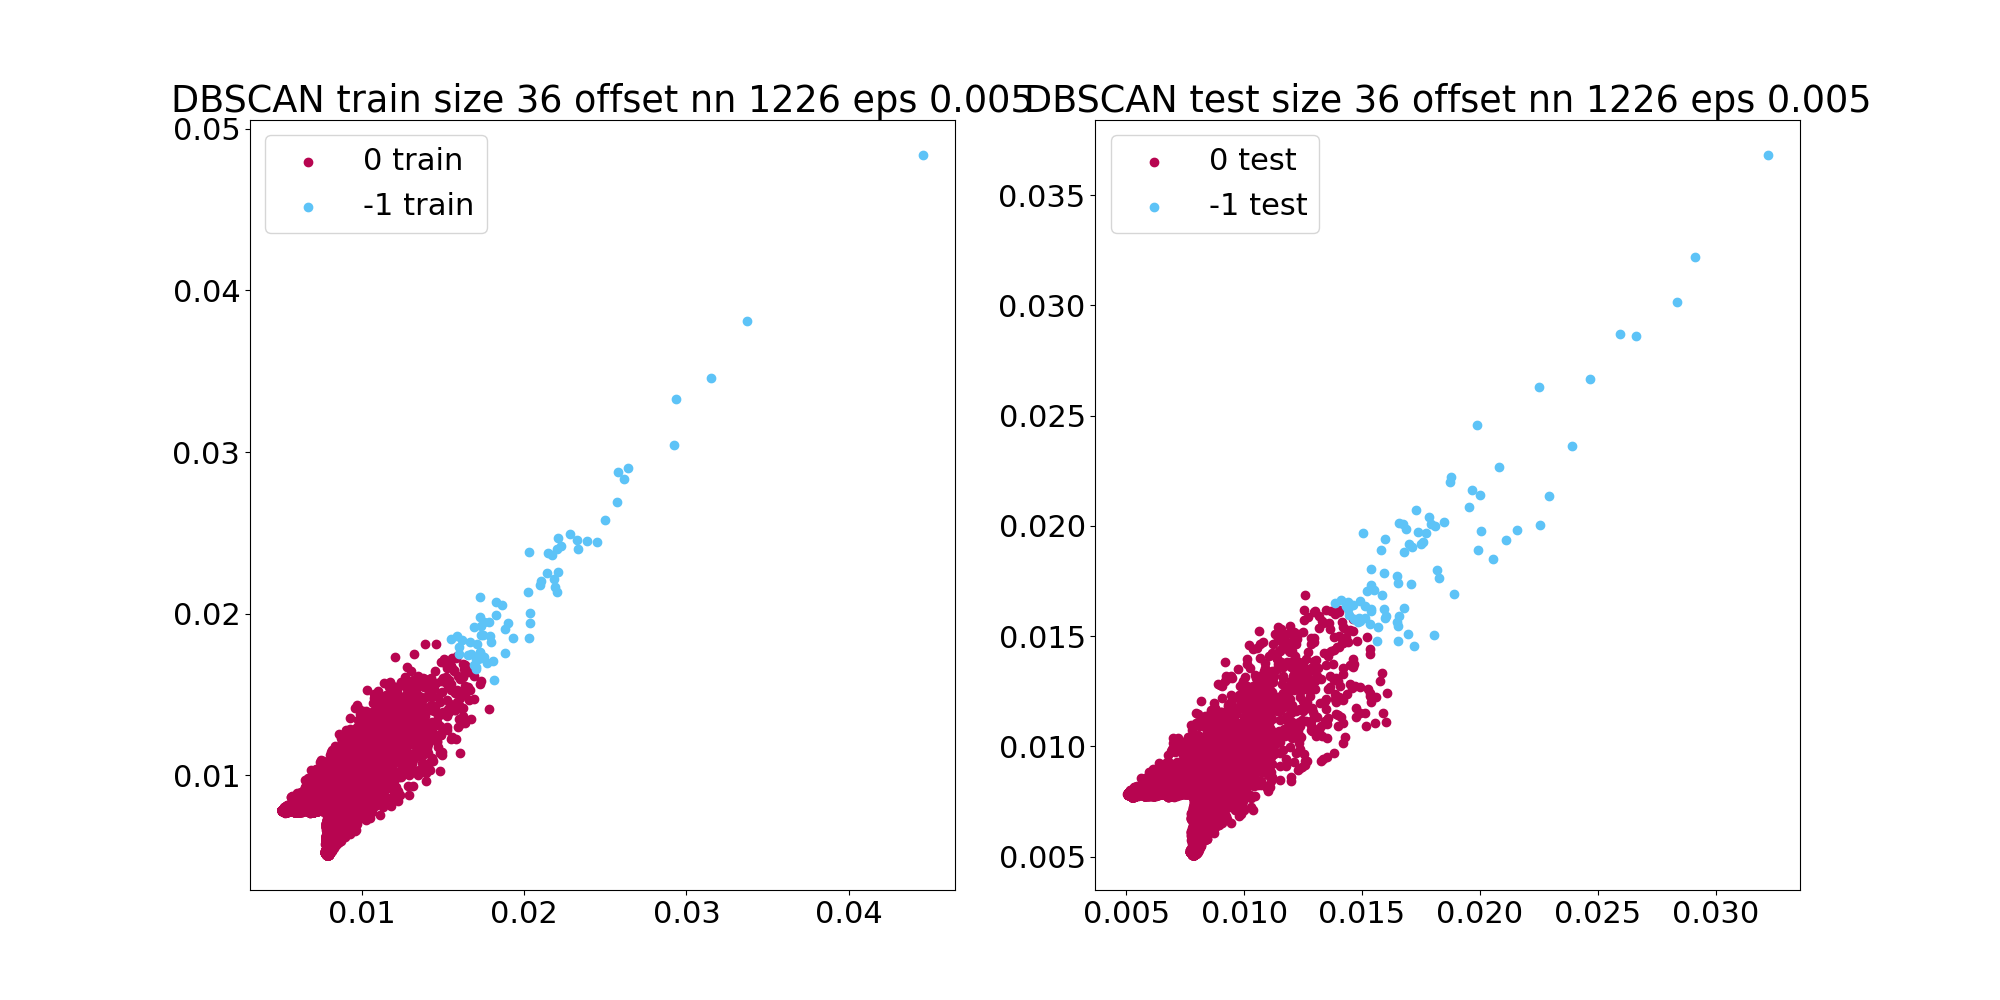 DBSCAN train size 36 offset nn 1226 eps 0.005
0.05
0.04
0.03
0.02
0.01
0 train
-1 train
0.01 0.02 0.03 0.04
DBSCAN test size 36 offset nn 1226 eps 0.005
0.035
0.030
0.025
0.020
0.015
0.010
0.005
0 test
-1 test
0.005 0.010 0.015 0.020 0.025 0.030